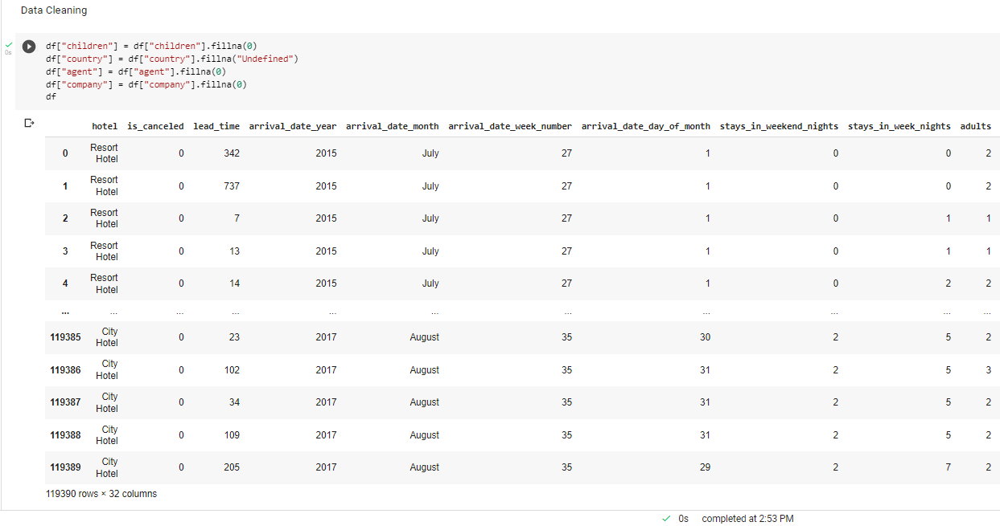 Data Cleaning
df["children"] = df["children"].fillna(0)
0s
df["country"] = df["country"].fillna("Undefined")
df["agent"] = df["agent"].fillna(0)
df["company"] = df["company"].fillna(0)
df
hotel is_canceled lead_time arrival_date_year arrival_date_month arrival_date_week_number arrival_date_day_of_month stays_in_weekend_nights stays_in_week_nights adults
0 Resort Hotel 0 342 2015 July 27 1 0 0 2
1 Resort Hotel 0 737 2015 July 27 1 0 0 2
2 Resort Hotel 0 7 2015 July 27 1 0 1 1
3 Resort Hotel 0 13 2015 July 27 1 0 1 1
4 Resort Hotel 0 14 2015 July 27 1 0 2 2
... ... ... ... ... ... ... ... ... ... ...
119385 City Hotel 0 23 2017 August 35 30 2 5 2
119386 City Hotel 0 102 2017 August 35 31 2 5 3
119387 City Hotel 0 34 2017 August 35 31 2 5 2
119388 City Hotel 0 109 2017 August 35 31 2 5 2
119389 City Hotel 0 205 2017 August 35 29 2 7 2
119390 rows × 32 columns
0s completed at 2:53 PM